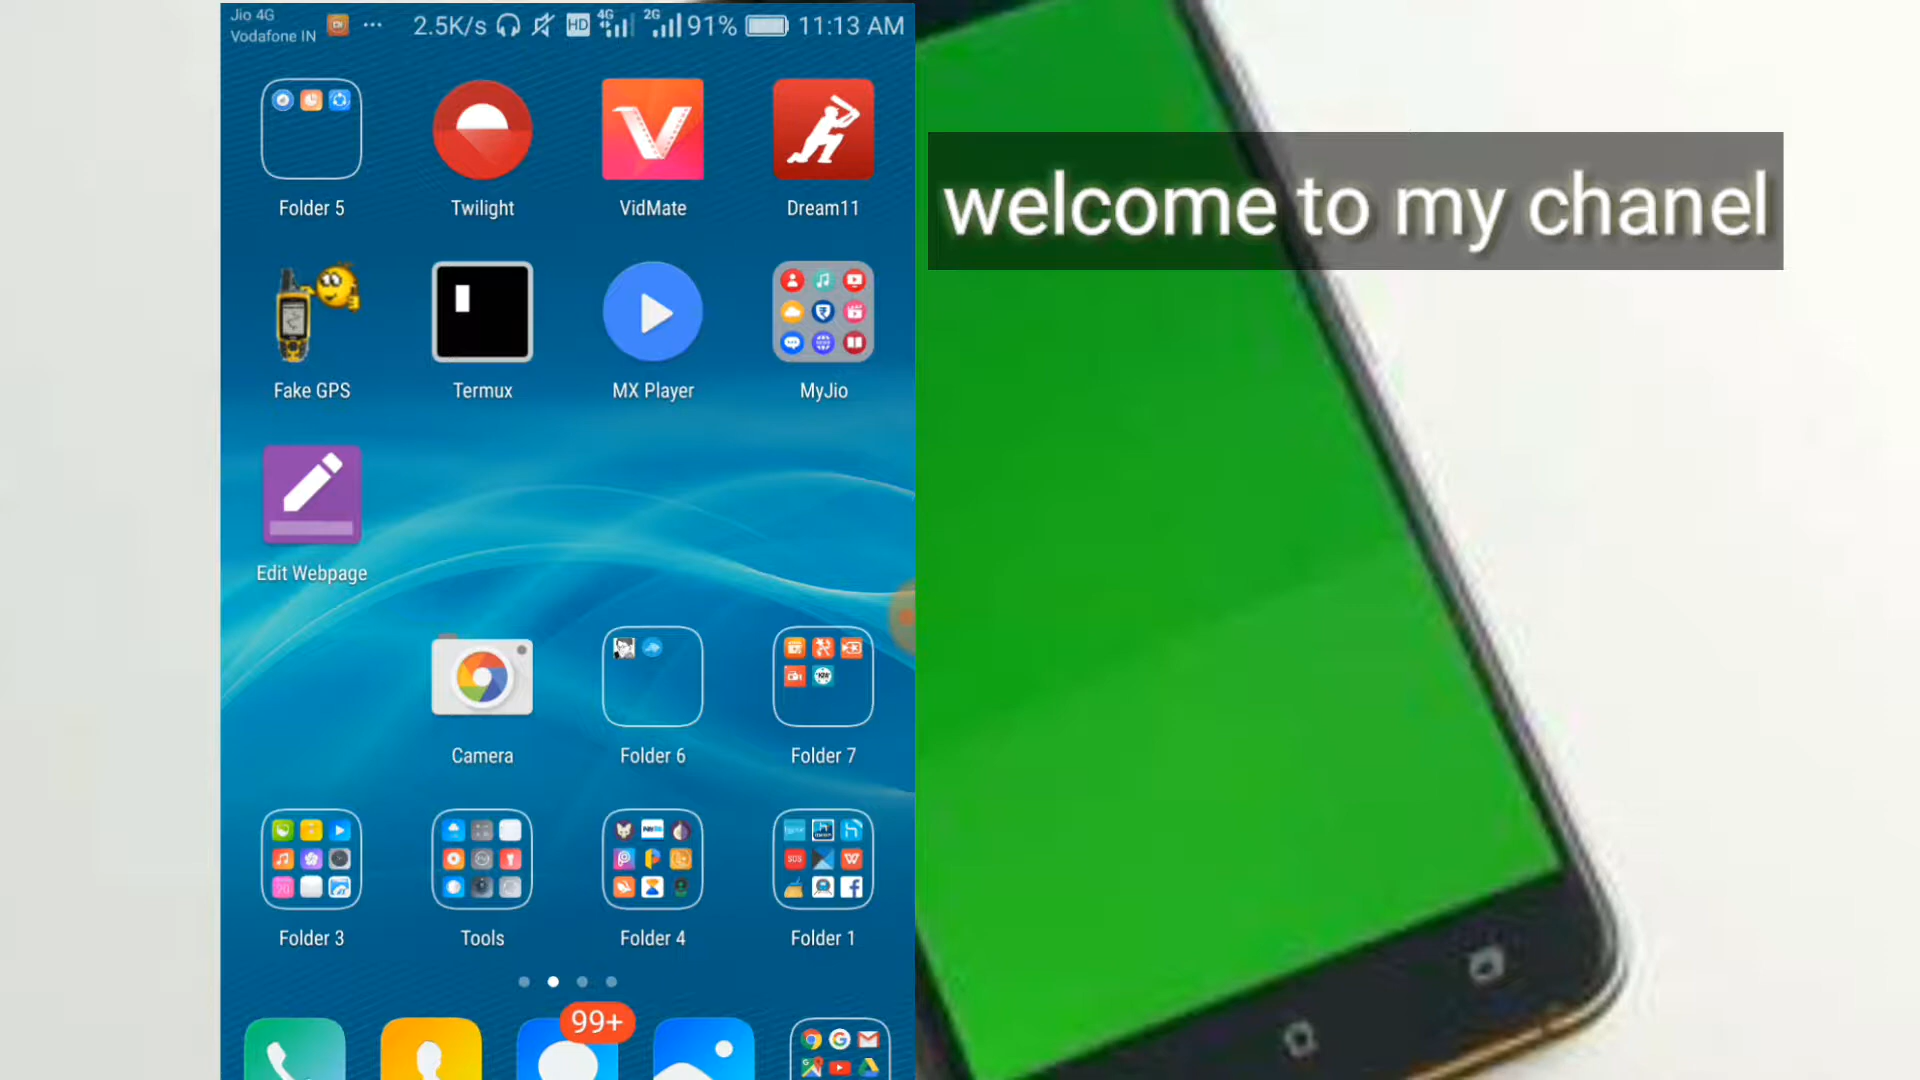 Jio 4G
Vodafone IN
2.5K/s HD 4G 2G 91% 11:13 AM
Folder 5
Twilight
VidMate
Dream11
welcome to my chanel
Fake GPS
Termux
MX Player
MyJio
Edit Webpage
Camera
Folder 6
Folder 7
Folder 3
Tools
Folder 4
Folder 1
99+